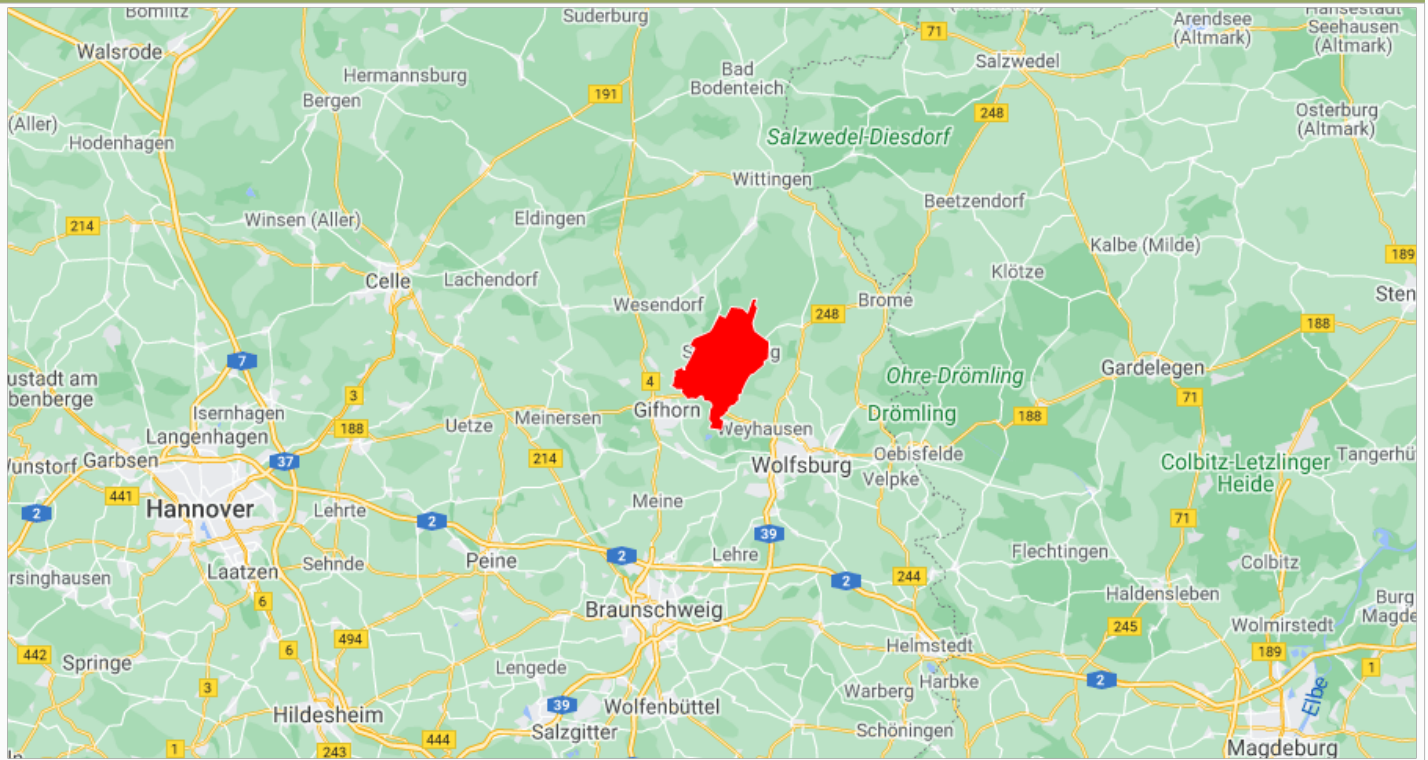 Bomlitz
Suderburg
71
Arendsee
(Altmark)
Hansestadt
Seehausen
(Altmark)
Walsrode
Salzwedel
Hermannsburg
Bad
Bodenteich
191
Bergen
248
Osterburg
(Altmark)
(Aller)
Hodenhagen
Salzwedel-Diesdorf
Wittingen
Beetzendorf
214
Winsen (Aller)
Eldingen
Kalbe (Milde)
189
Celle
Lachendorf
Klötze
Sten
Wesendorf
Brome
248
188
7
S
g
Gardelegen
ustadt am
benberge
4
Ohre-Drömling
3
71
Isernhagen
Gifhorn
Meinersen
Drömling
188
Langenhagen
188
Uetze
Weyhausen
Wunstorf
Garbsen
37
214
Wolfsburg
Oebisfelde
Velpke
Colbitz-Letzlinger
Heide
Tangerhü
441
Meine
2
Hannover
Lehrte
2
39
71
Laatzen
Sehnde
Peine
2
Lehre
Flechtingen
Colbitz
rsinghausen
2
244
6
Braunschweig
Haldensleben
Burg
Magde
494
245
Wolmirstedt
442
6
Springe
Lengede
Helmstedt
189
1
3
Warberg
Harbke
2
Elbe
Hildesheim
39
Wolfenbüttel
Salzgitter
Schöningen
1
243
444
Magdeburg